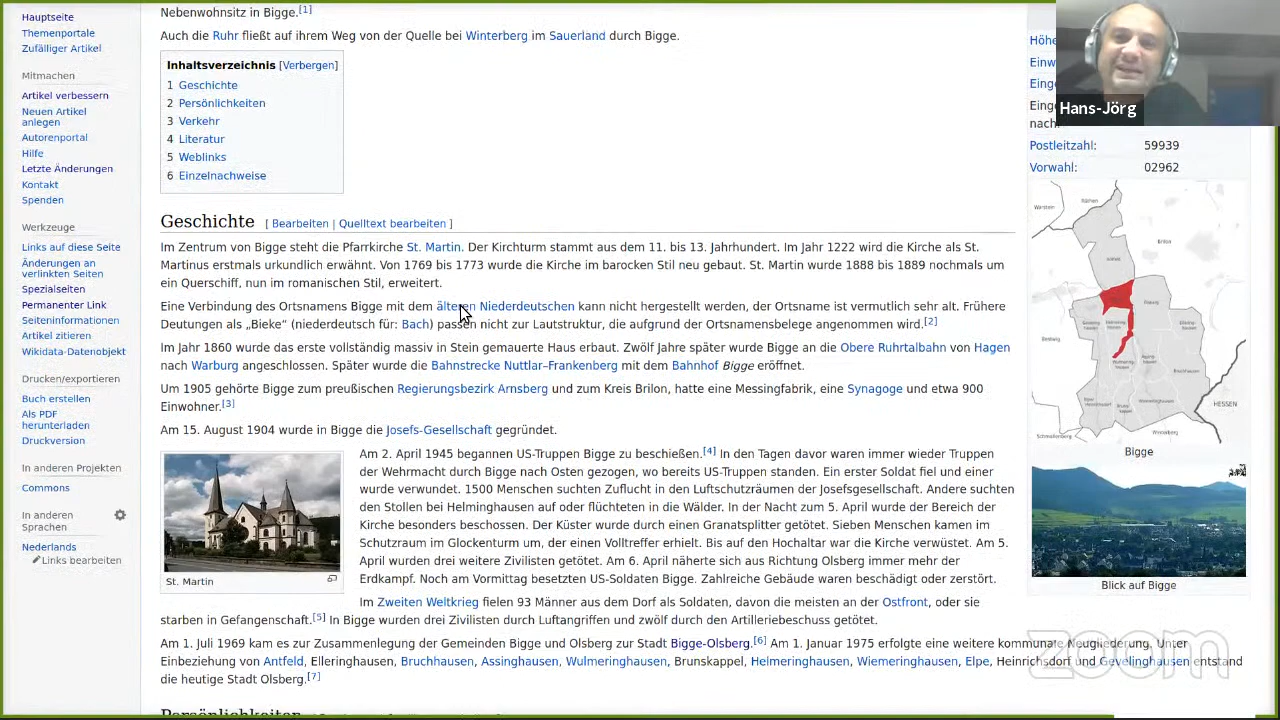 Hauptseite
Themenportale
Zufälliger Artikel
Mitmachen
Artikel verbessern
Neuen Artikel
anlegen
Autorenportal
Hilfe
Letzte Änderungen
Kontakt
Spenden
Werkzeuge
Links auf diese Seite
Änderungen an
verlinkten Seiten
Spezialseiten
Permanenter Link
Seiteninformationen
Artikel zitieren
Wikidata-Datenobjekt
Drucken/exportieren
Buch erstellen
Als PDF
herunterladen
Druckversion
In anderen Projekten
Commons
In anderen
Sprachen
Nederlands
Links bearbeiten
Nebenwohnsitz in Bigge.[1]
Auch die Ruhr fließt auf ihrem Weg von der Quelle bei Winterberg im Sauerland durch Bigge.
Inhaltsverzeichnis [Verbergen]
1 Geschichte
2 Persönlichkeiten
3 Verkehr
4 Literatur
5 Weblinks
6 Einzelnachweise
Geschichte [ Bearbeiten | Quelltext bearbeiten ]
Im Zentrum von Bigge steht die Pfarrkirche St. Martin. Der Kirchturm stammt aus dem 11. bis 13. Jahrhundert. Im Jahr 1222 wird die Kirche als St.
Martinus erstmals urkundlich erwähnt. Von 1769 bis 1773 wurde die Kirche im barocken Stil neu gebaut. St. Martin wurde 1888 bis 1889 nochmals um
ein Querschiff, nun im romanischen Stil, erweitert.
Eine Verbindung des Ortsnamens Bigge mit dem älteren Niederdeutschen kann nicht hergestellt werden, der Ortsname ist vermutlich sehr alt. Frühere
Deutungen als „Bieke“ (niederdeutsch für: Bach) passen nicht zur Lautstruktur, die aufgrund der Ortsnamensbelege angenommen wird.[2]
Im Jahr 1860 wurde das erste vollständig massiv in Stein gemauerte Haus erbaut. Zwölf Jahre später wurde Bigge an die Obere Ruhrtalbahn von Hagen
nach Warburg angeschlossen. Später wurde die Bahnstrecke Nuttlar–Frankenberg mit dem Bahnhof Bigge eröffnet.
Um 1905 gehörte Bigge zum preußischen Regierungsbezirk Arnsberg und zum Kreis Brilon, hatte eine Messingfabrik, eine Synagoge und etwa 900
Einwohner.[3]
Am 15. August 1904 wurde in Bigge die Josefs-Gesellschaft gegründet.
Am 2. April 1945 begannen US-Truppen Bigge zu beschießen.[4] In den Tagen davor waren immer wieder Truppen
der Wehrmacht durch Bigge nach Osten gezogen, wo bereits US-Truppen standen. Ein erster Soldat fiel und einer
wurde verwundet. 1500 Menschen suchten Zuflucht in den Luftschutzräumen der Josefsgesellschaft. Andere suchten
den Stollen bei Helminghausen auf oder flüchteten in die Wälder. In der Nacht zum 5. April wurde der Bereich der
Kirche besonders beschossen. Der Küster wurde durch einen Granatsplitter getötet. Sieben Menschen kamen im
Schutzraum im Glockenturm um, der einen Volltreffer erhielt. Bis auf den Hochaltar war die Kirche verwüstet. Am 5.
April wurden drei weitere Zivilisten getötet. Am 6. April näherte sich aus Richtung Olsberg immer mehr der
Erdkampf. Noch am Vormittag besetzten US-Soldaten Bigge. Zahlreiche Gebäude waren beschädigt oder zerstört.
St. Martin
Im Zweiten Weltkrieg fielen 93 Männer aus dem Dorf als Soldaten, davon die meisten an der Ostfront, oder sie
starben in Gefangenschaft.[5] In Bigge wurden drei Zivilisten durch Luftangriffe und zwölf durch den Artilleriebeschuss getötet.
Am 1. Juli 1969 kam es zur Zusammenlegung der Gemeinden Bigge und Olsberg zur Stadt Bigge-Olsberg.[6] Am 1. Januar 1975 erfolgte eine weitere kommunale Neugliederung. Unter
Einbeziehung von Antfeld, Elleringhausen, Bruchhausen, Assinghausen, Wulmeringhausen, Brunskappel, Helmeringhausen, Wiemeringhausen, Elpe, Heinrichsdorf und Gevelinghausen entstand
die heutige Stadt Olsberg.[7]
Hans-Jörg
nach:
Postleitzahl: 59939
Vorwahl: 02962
Brilon
HESSEN
Winterberg
Bigge
Blick auf Bigge
zoom